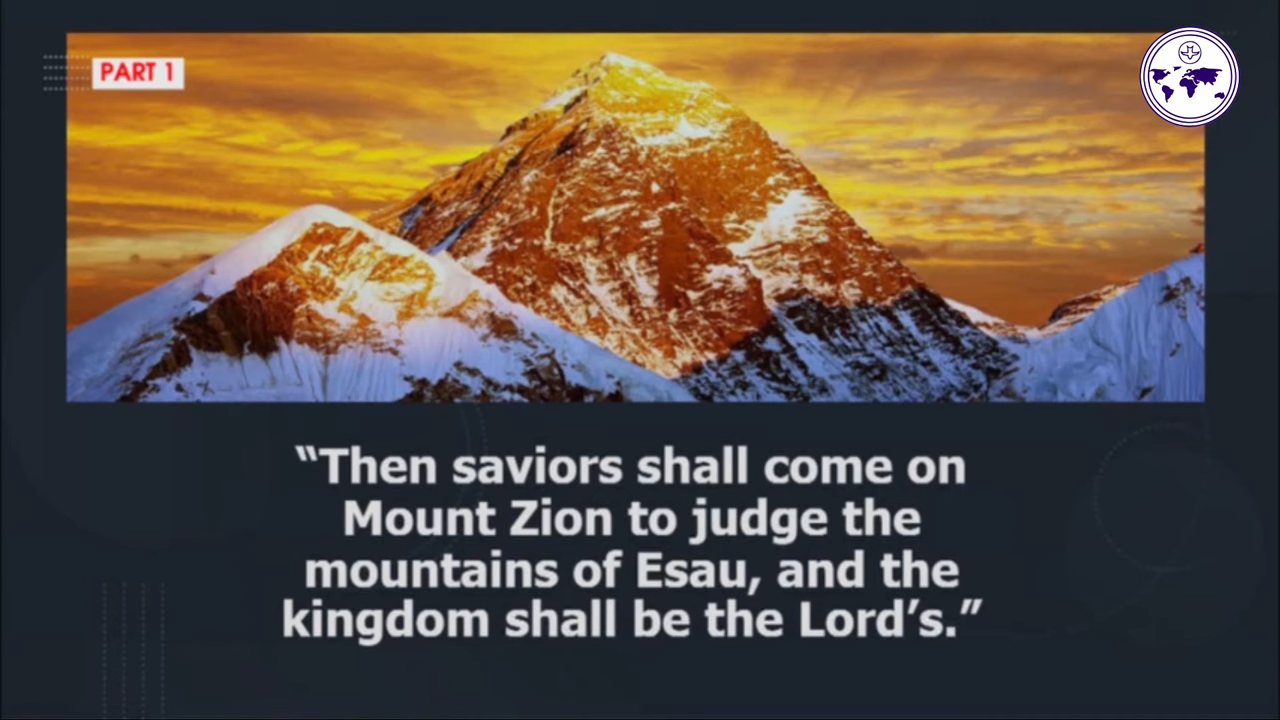 PART 1
“Then saviors shall come on
Mount Zion to judge the
mountains of Esau, and the
kingdom shall be the Lord’s.”